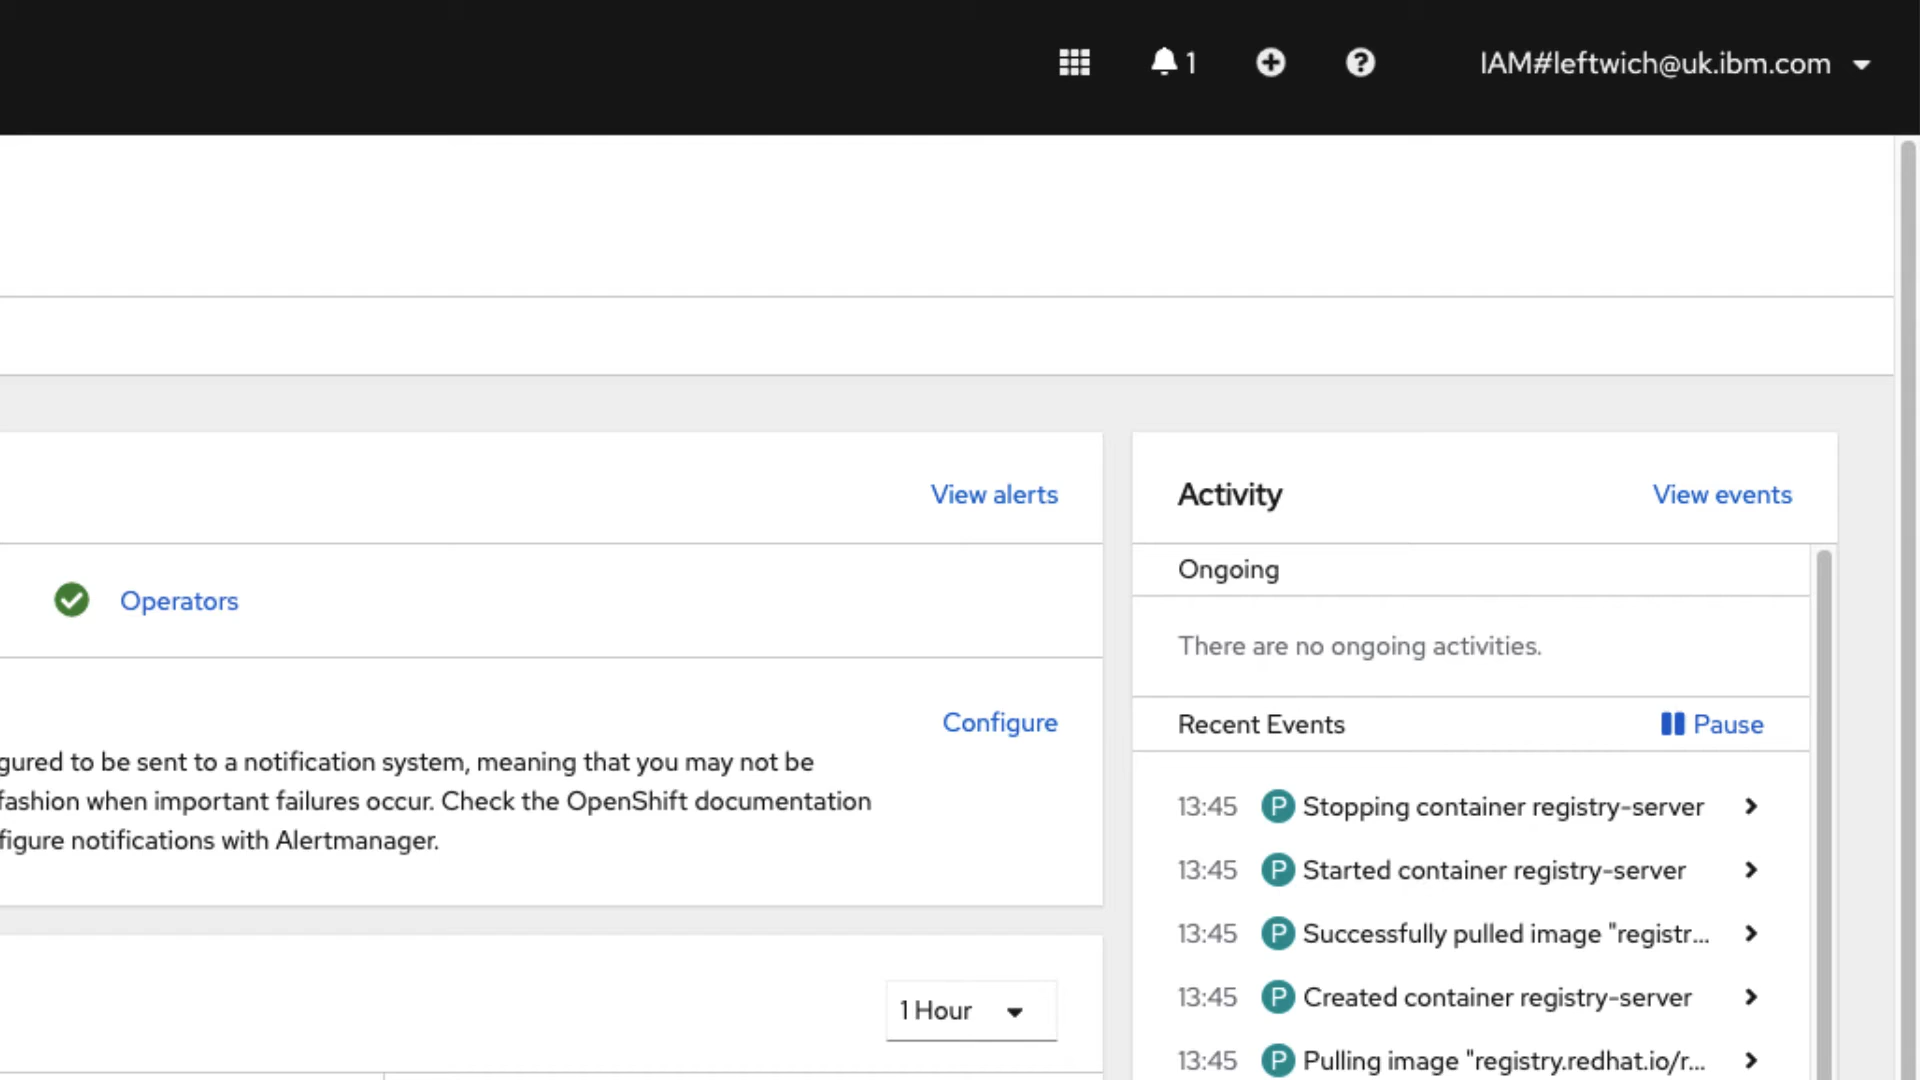 1
IAM#leftwich@uk.ibm.com
View alerts
Operators
Configure
gured to be sent to a notification system, meaning that you may not be
fashion when important failures occur. Check the OpenShift documentation
figure notifications with Alertmanager.
1 Hour
Activity
View events
Ongoing
There are no ongoing activities.
Recent Events
Pause
13:45 P Stopping container registry-server
13:45 P Started container registry-server
13:45 P Successfully pulled image "registr...
13:45 P Created container registry-server
13:45 P Pulling image "registry.redhat.io/r...